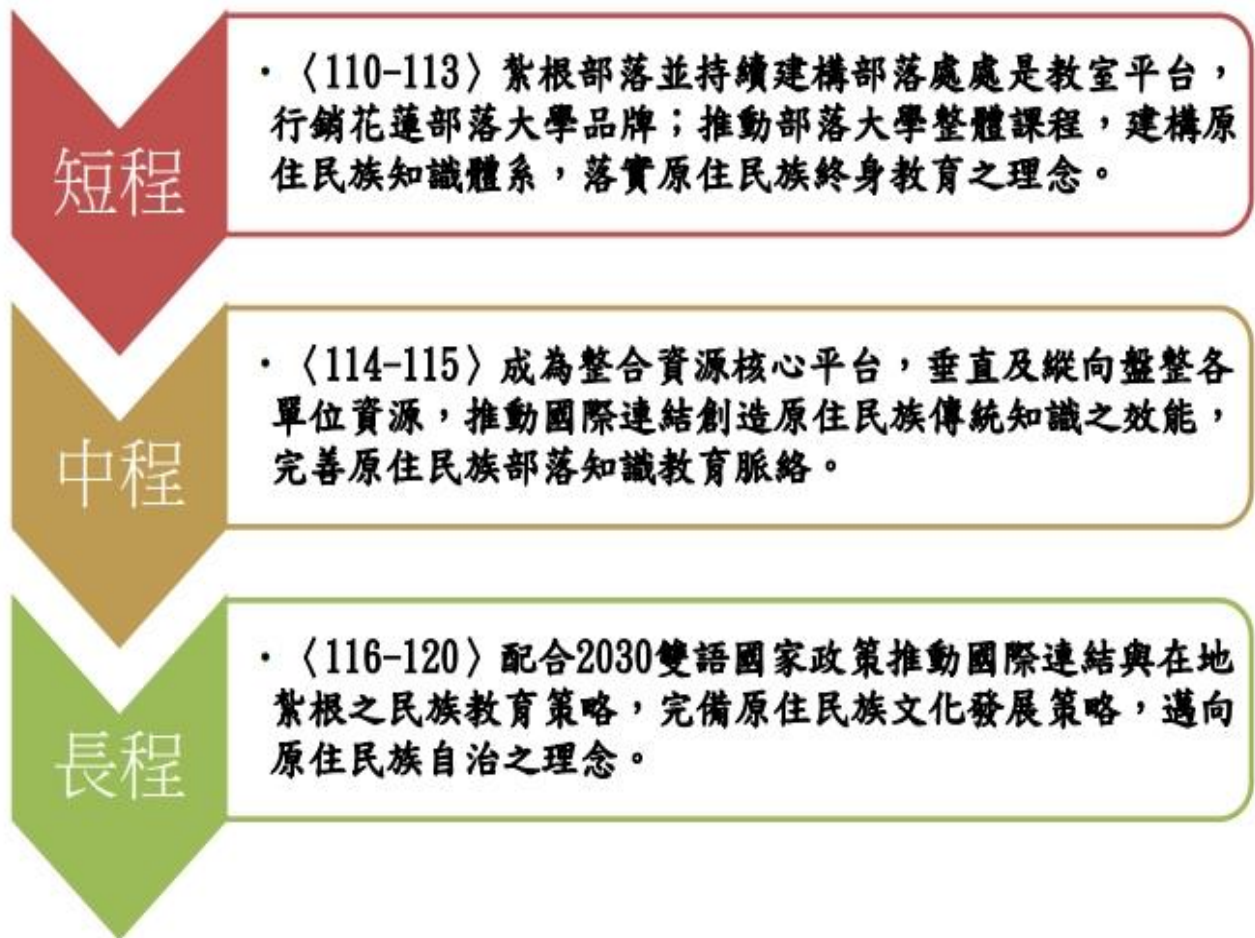 短程
·〈110-113〉紮根部落並持續建構部落處處是教室平台，
行銷花蓮部落大學品牌；推動部落大學整體課程，建構原
住民族知識體系，落實原住民族終身教育之理念。
中程
·〈114-115〉成為整合資源核心平台，垂直及縱向盤整各
單位資源，推動國際連結創造原住民族傳統知識之效能，
完善原住民族部落知識教育脈絡。
長程
·〈116-120〉配合2030雙語國家政策推動國際連結與在地
紮根之民族教育策略，完備原住民族文化發展策略，邁向
原住民族自治之理念。